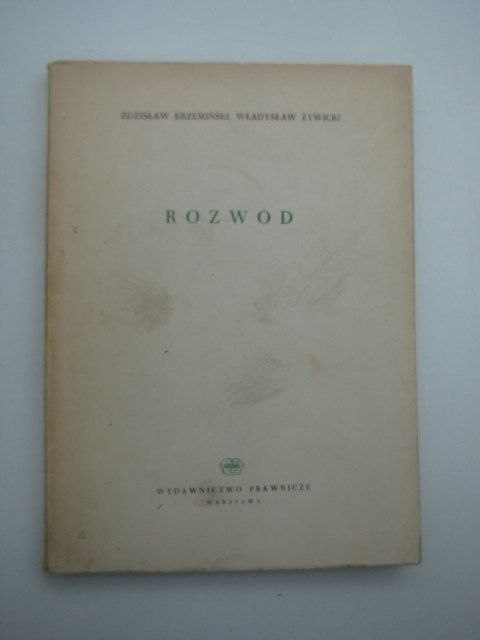 ZDZISŁAW KRZEMIŃSKI, WŁADYSŁAW ŻYWICKI
ROZWÓD
WYDAWNICTWO PRAWNICZE
WARSZAWA